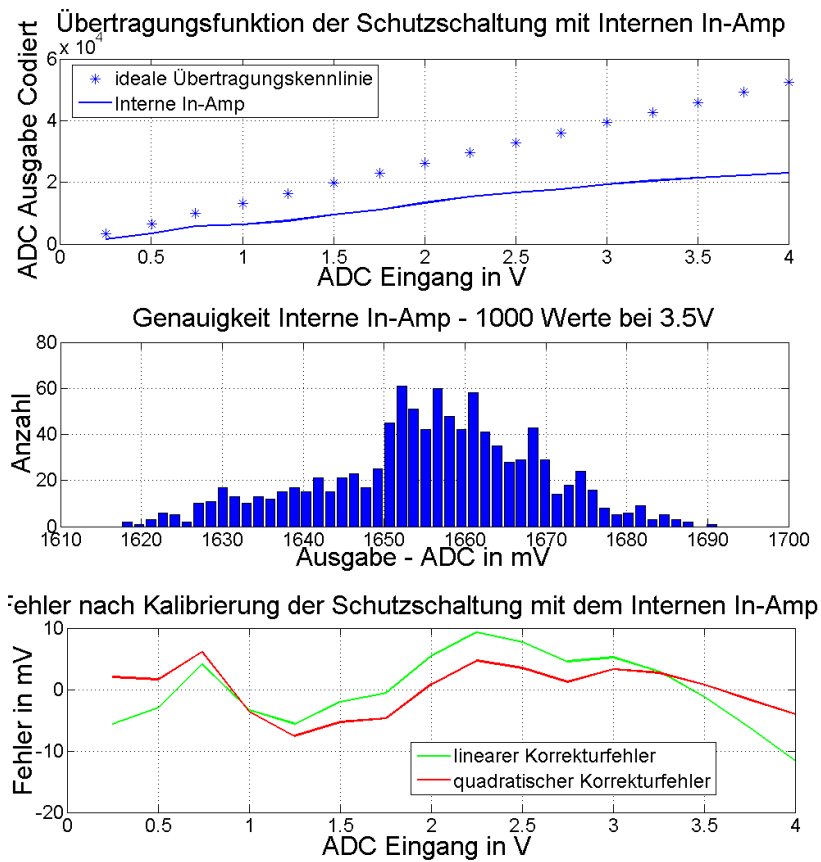 Übertragungsfunktion der Schutzschaltung mit Internen In-Amp
x 10^4
6
4
2
0
ADC Ausgabe Codiert
ideale Übertragungskennlinie
Interne In-Amp
0 0.5 1 1.5 2 2.5 3 3.5 4
ADC Eingang in V
Genauigkeit Interne In-Amp - 1000 Werte bei 3.5V
80
60
40
20
0
Anzahl
1610 1620 1630 1640 1650 1660 1670 1680 1690 1700
Ausgabe - ADC in mV
Fehler nach Kalibrierung der Schutzschaltung mit dem Internen In-Amp
10
0
-10
-20
Fehler in mV
linearer Korrekturfehler
quadratischer Korrekturfehler
0 0.5 1 1.5 2 2.5 3 3.5 4
ADC Eingang in V